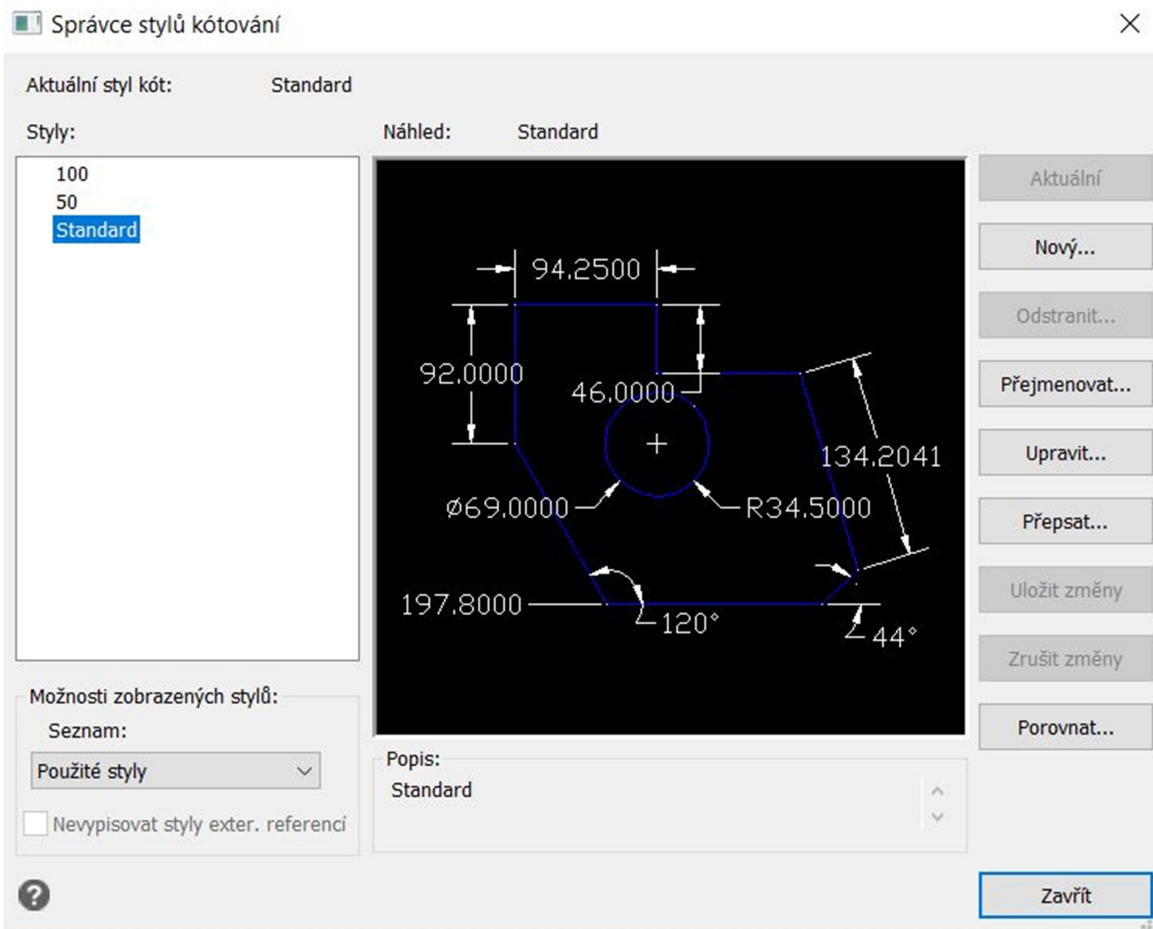 Správce stylů kótování
Aktuální styl kót: Standard
Styly:
100
50
Standard
Možnosti zobrazených stylů:
Seznam:
Použité styly
Nevypisovat styly exter. referencí
Náhled: Standard
94.2500
92.0000
46.0000
134.2041
ø69.0000
R34.5000
197.8000
120°
44°
Popis:
Standard
Aktuální
Nový...
Odstranit...
Přejmenovat...
Upravit...
Přepsat...
Uložit změny
Zrušit změny
Porovnat...
?
Zavřít